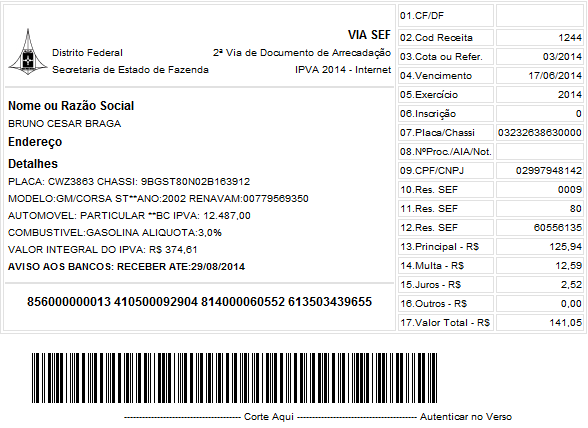 VIA SEF
Distrito Federal 2ª Via de Documento de Arrecadação
Secretaria de Estado de Fazenda IPVA 2014 - Internet
Nome ou Razão Social
BRUNO CESAR BRAGA
Endereço
Detalhes
PLACA: CWZ3863 CHASSI: 9BGST80N02B163912
MODELO:GM/CORSA ST**ANO:2002 RENAVAM:00779569350
AUTOMOVEL: PARTICULAR **BC IPVA: 12.487,00
COMBUSTIVEL:GASOLINA ALIQUOTA:3,0%
VALOR INTEGRAL DO IPVA: R$ 374,61
AVISO AOS BANCOS: RECEBER ATE:29/08/2014
856000000013 410500092904 814000060552 613503439655
01.CF/DF
02.Cod Receita 1244
03.Cota ou Refer. 03/2014
04.Vencimento 17/06/2014
05.Exercício 2014
06.Inscrição 0
07.Placa/Chassi 03232638630000
08.NºProc./AIA/Not.
09.CPF/CNPJ 02997948142
10.Res. SEF 0009
11.Res. SEF 80
12.Res. SEF 60556135
13.Principal - R$ 125,94
14.Multa - R$ 12,59
15.Juros - R$ 2,52
16.Outros - R$ 0,00
17.Valor Total - R$ 141,05
--------------------------------------- Corte Aqui ---------------------------------------- Autenticar no Verso